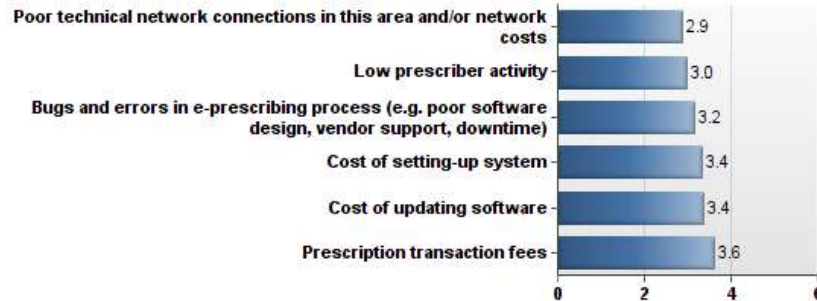 Poor technical network connections in this area and/or network
costs
2.9
Low prescriber activity
3.0
Bugs and errors in e-prescribing process (e.g. poor software
design, vendor support, downtime)
3.2
Cost of setting-up system
3.4
Cost of updating software
3.4
Prescription transaction fees
3.6
0 2 4 6